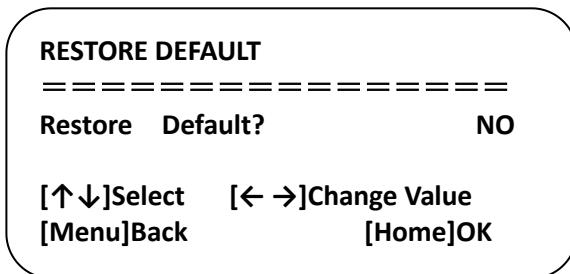 RESTORE DEFAULT
================
Restore Default? NO
[↑↓]Select [← →]Change Value
[Menu]Back [Home]OK